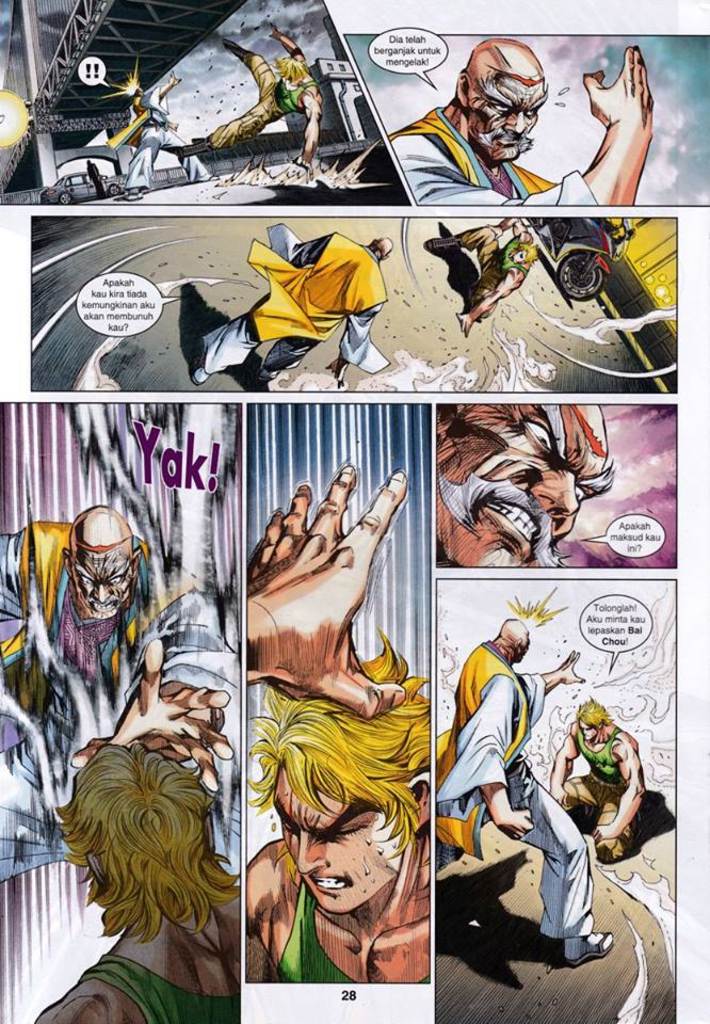 !!
Dia telah
berganjak untuk
mengelak!
Apakah
kau kira tiada
kemungkinan aku
akan membunuh
kau?
Yak!
Apakah
maksud kau
ini?
Tolonglah!
Aku minta kau
lepaskan Bai
Chou!
28